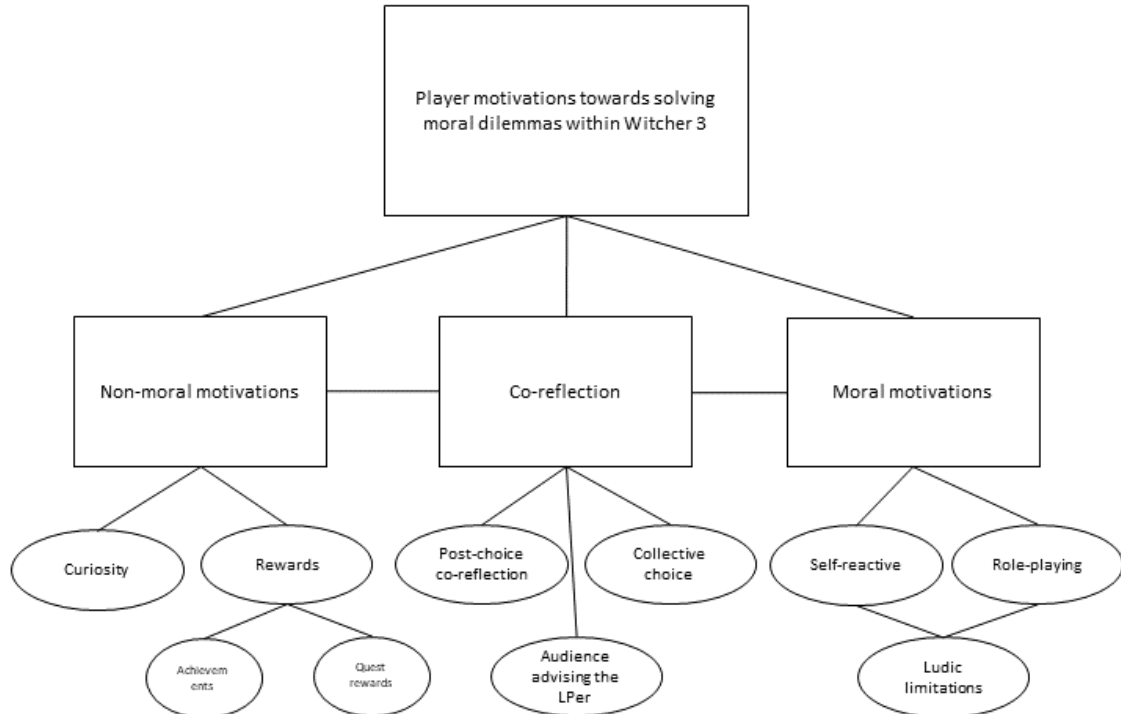 Player motivations towards solving
moral dilemmas within Witcher 3
Non-moral motivations
Co-reflection
Moral motivations
Curiosity
Rewards
Post-choice
co-reflection
Collective
choice
Self-reactive
Role-playing
Achievem
ents
Quest
rewards
Audience
advising the
LPer
Ludic
limitations